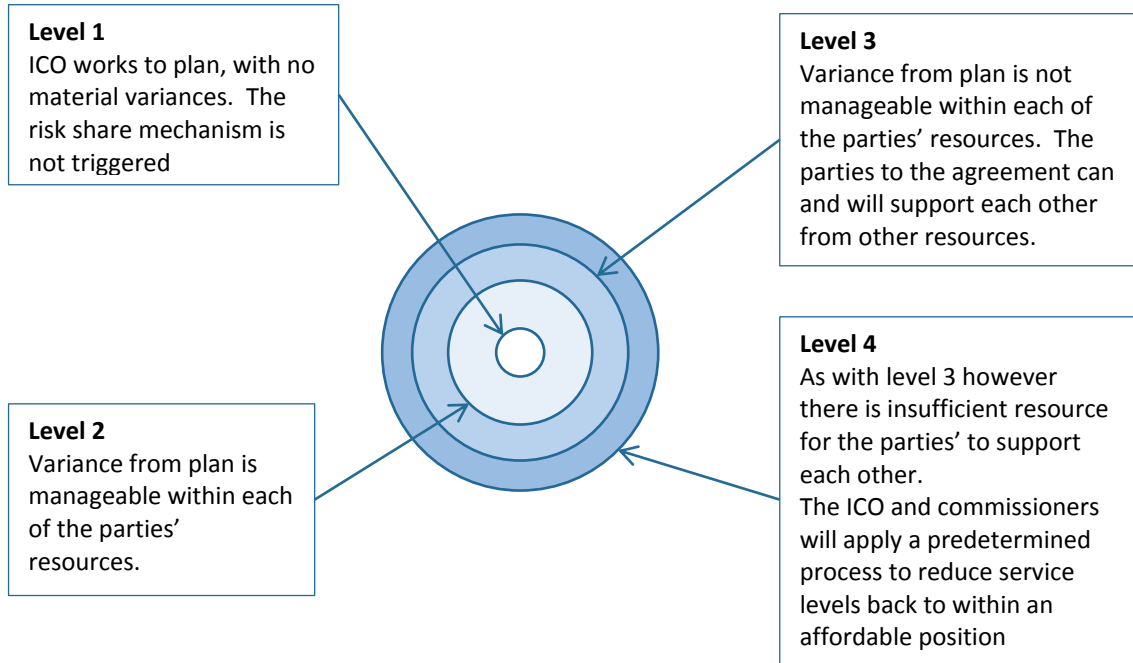 Level 1
ICO works to plan, with no
material variances.  The
risk share mechanism is
not triggered
Level 2
Variance from plan is
manageable within each
of the parties’
resources.
Level 3
Variance from plan is not
manageable within each of
the parties’ resources.  The
parties to the agreement can
and will support each other
from other resources.
Level 4
As with level 3 however
there is insufficient resource
for the parties’ to support
each other.
The ICO and commissioners
will apply a predetermined
process to reduce service
levels back to within an
affordable position